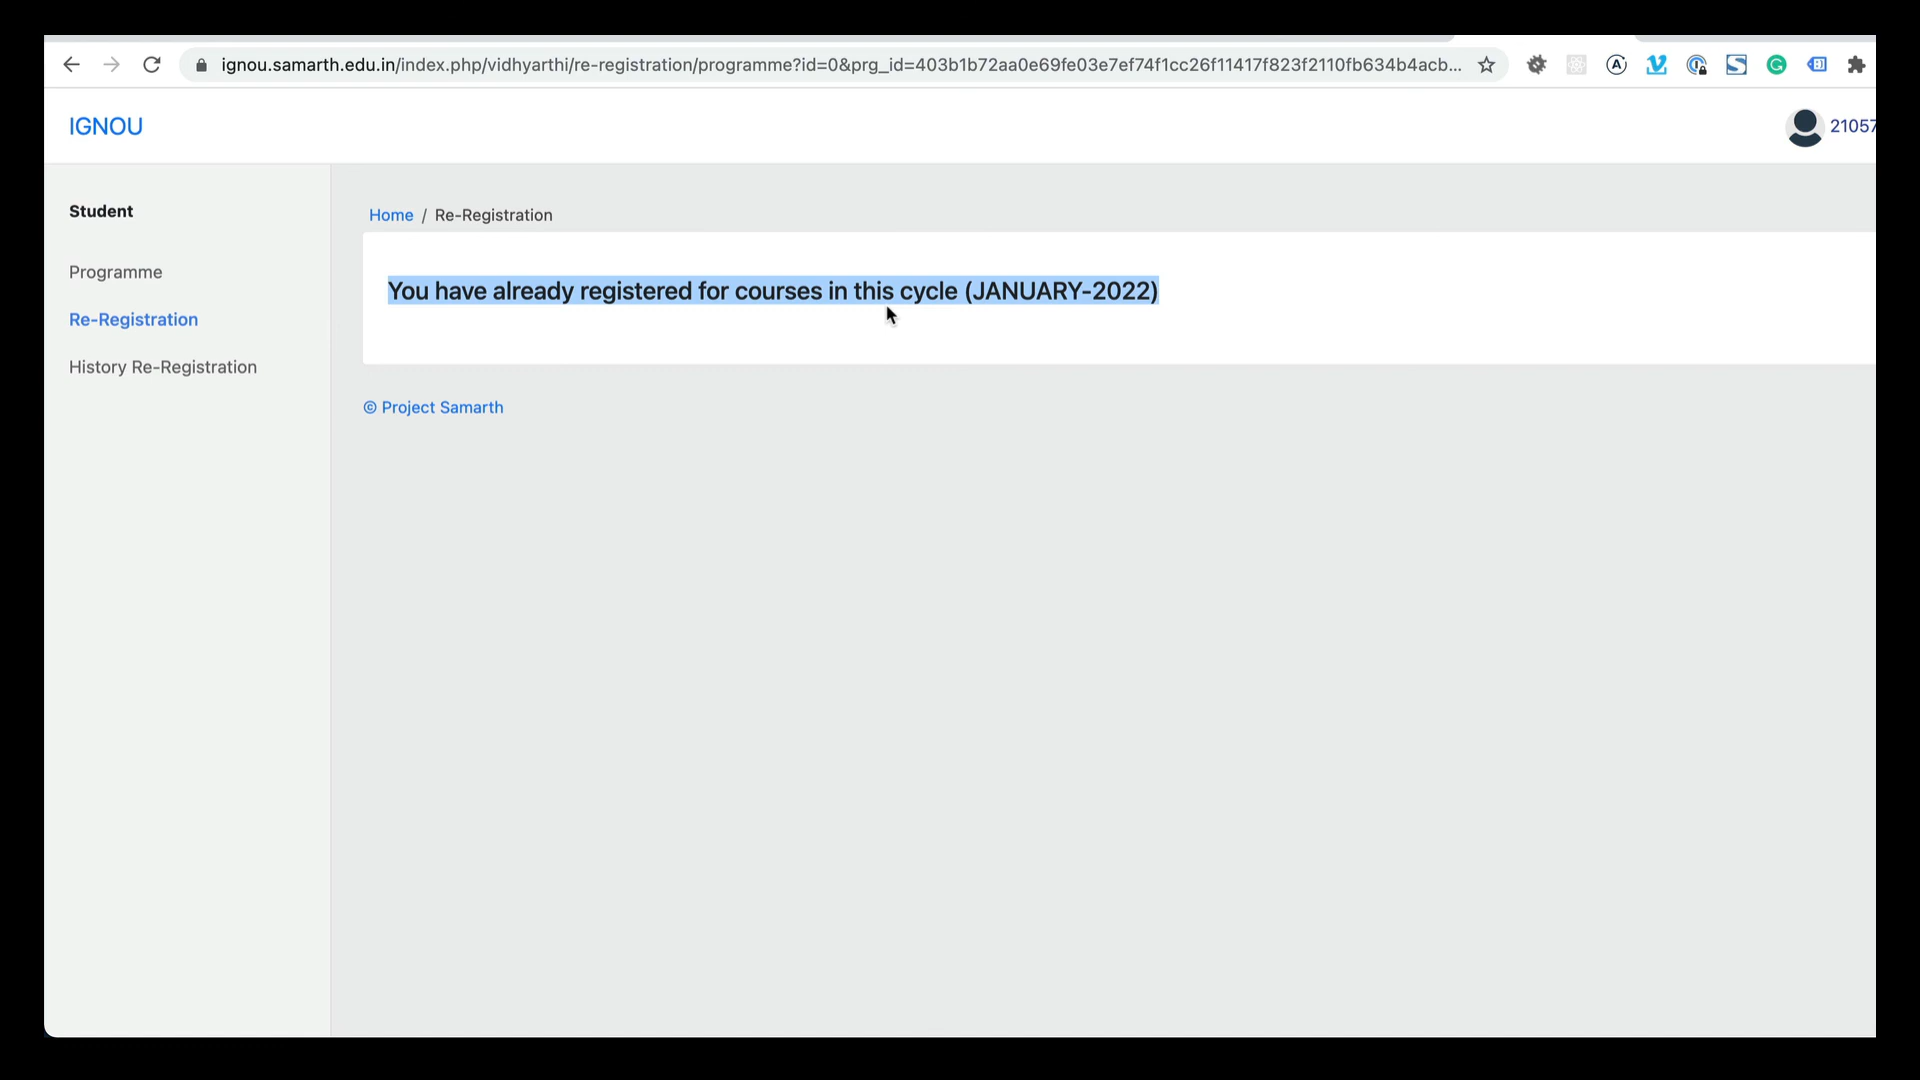 ignou.samarth.edu.in/index.php/vidhyarthi/re-registration/programme?id=0&prg_id=403b1b72aa0e69fe03e7ef74f1cc26f11417f823f2110fb634b4acb...
IGNOU
21057
Student
Programme
Re-Registration
History Re-Registration
Home / Re-Registration
You have already registered for courses in this cycle (JANUARY-2022)
© Project Samarth